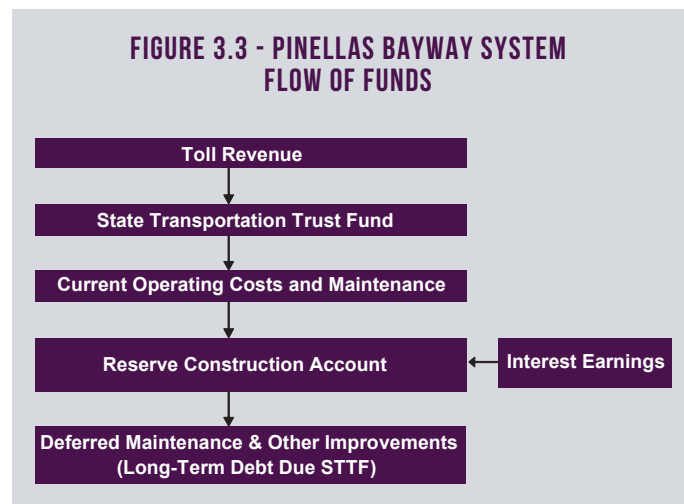 FIGURE 3.3 - PINELLAS BAYWAY SYSTEM
FLOW OF FUNDS
Toll Revenue
State Transportation Trust Fund
Current Operating Costs and Maintenance
Reserve Construction Account
Interest Earnings
Deferred Maintenance & Other Improvements
(Long-Term Debt Due STTF)